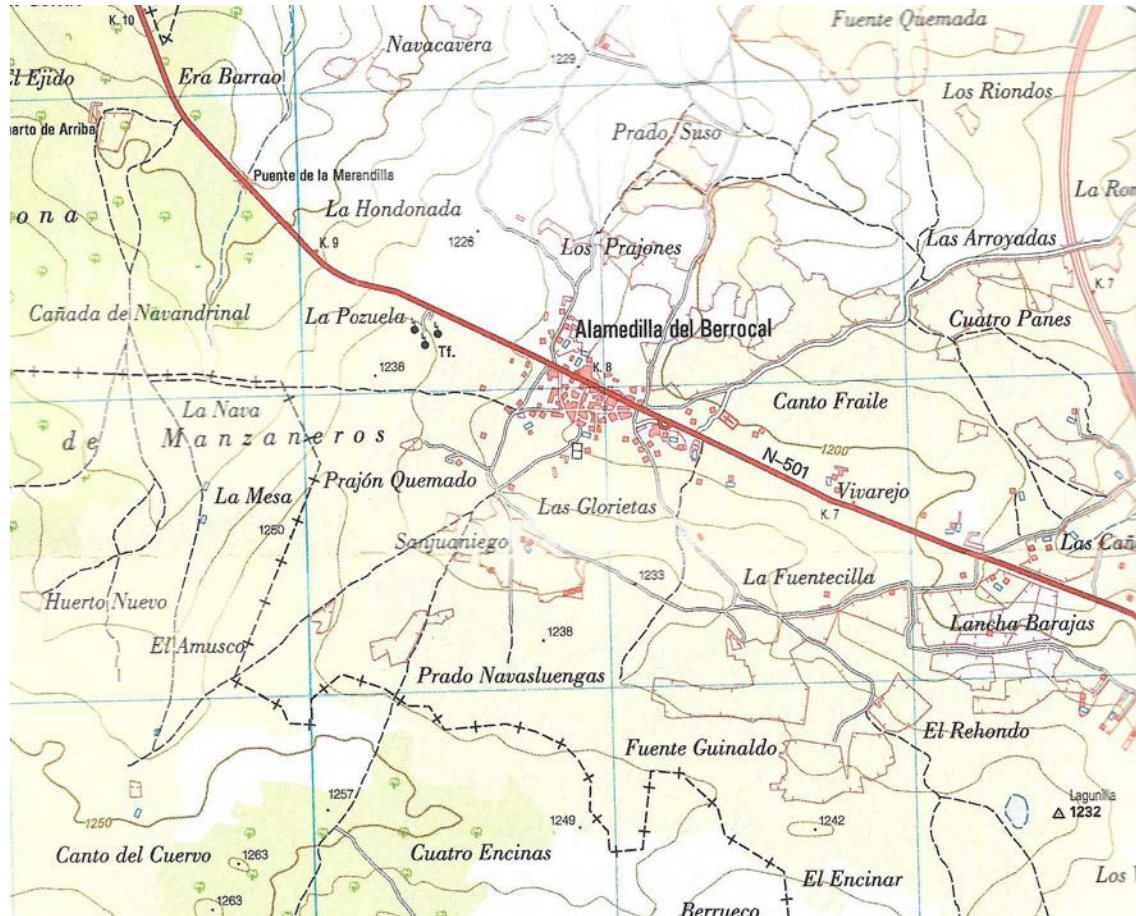 K. 10
Navacavera
Fuente Quemada
1229
El Ejido
Era Barrao
Los Riondos
uarto de Arriba
Prado Suso
Puente de la Merendilla
La Hondonada
ona
1226
K. 9
Los Prajones
Las Arroyadas
K. 7
Cañada de Navandrinal
La Pozuela
Alamedilla del Berrocal
Cuatro Panes
Tf.
1238
K. 8
La Nava
Canto Fraile
de Manzaneros
1200
N-501
Prajón Quemado
La Mesa
Las Glorietas
Vivarejo
K. 7
1250
Sanjuaniego
Las Cañ
1233
La Fuentecilla
Huerto Nuevo
Lancha Barajas
El Amusco
1238
Prado Navasluengas
El Rehondo
Fuente Guinaldo
Lagunilla
1232
1257
1250
1249
1242
Canto del Cuervo
1263
Cuatro Encinas
El Encinar
Los
1263
Berrueco